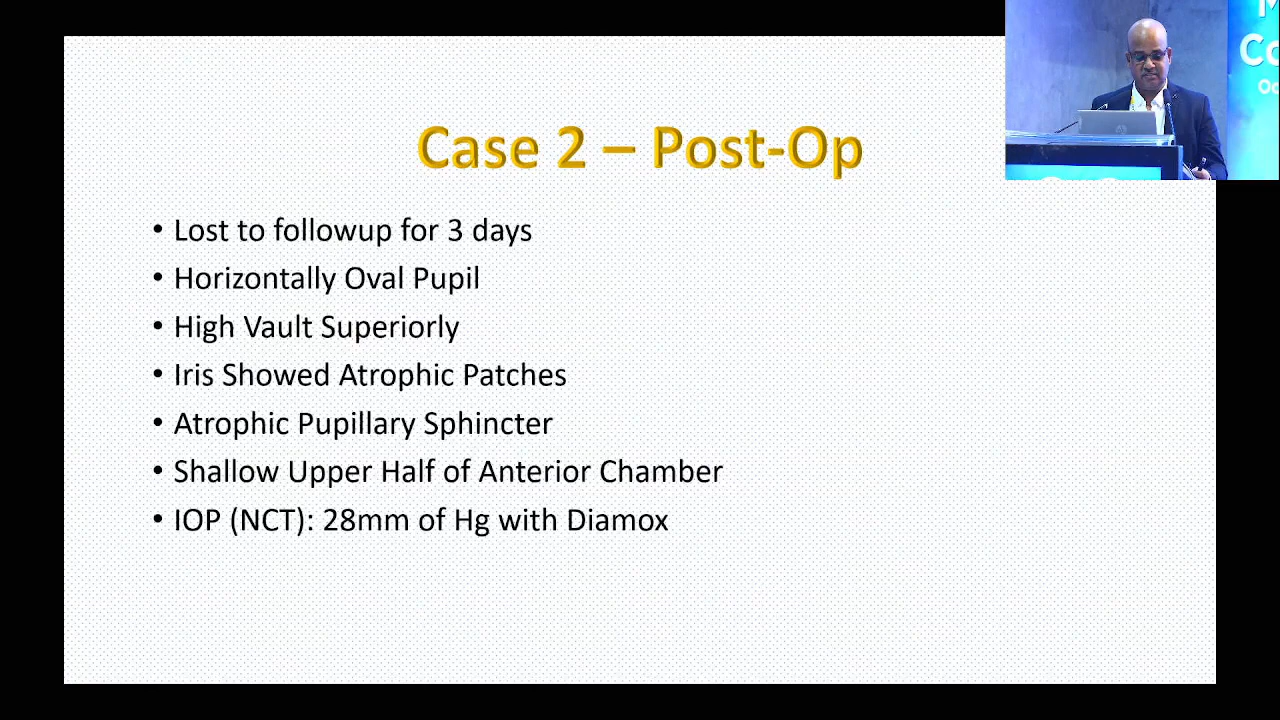 Case 2 – Post-Op
• Lost to followup for 3 days
• Horizontally Oval Pupil
• High Vault Superiorly
• Iris Showed Atrophic Patches
• Atrophic Pupillary Sphincter
• Shallow Upper Half of Anterior Chamber
• IOP (NCT): 28mm of Hg with Diamox